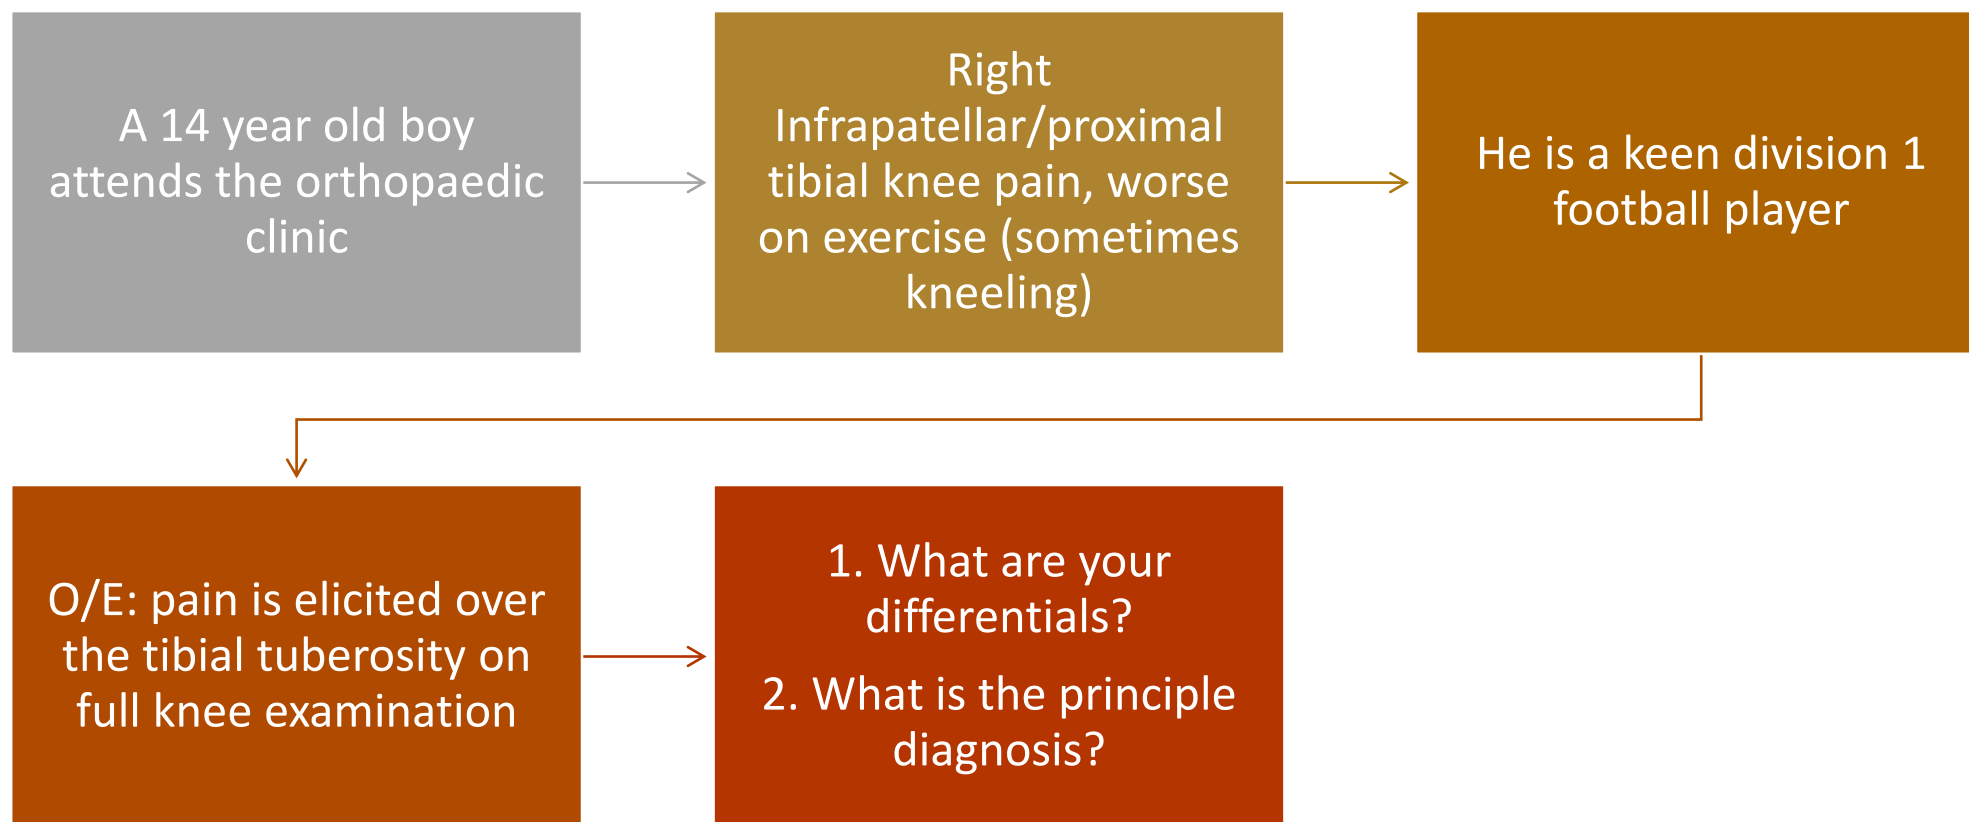 A 14 year old boy
attends the orthopaedic
clinic
Right
Infrapatellar/proximal
tibial knee pain, worse
on exercise (sometimes
kneeling)
He is a keen division 1
football player
O/E: pain is elicited over
the tibial tuberosity on
full knee examination
1. What are your
differentials?
2. What is the principle
diagnosis?